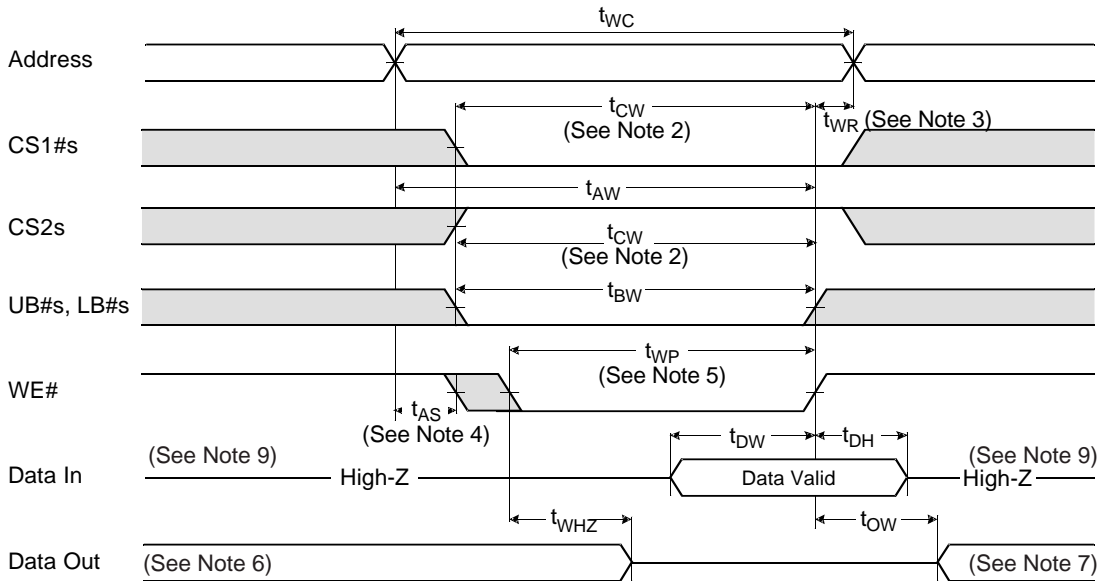 tWC
Address
tCW
(See Note 2)
tWR (See Note 3)
CS1#s
tAW
CS2s
tCW
(See Note 2)
UB#s, LB#s
tBW
tWP
(See Note 5)
WE#
tAS
(See Note 4)
tDW
tDH
(See Note 9)
(See Note 9)
Data In
High-Z
Data Valid
High-Z
tWHZ
tOW
Data Out
(See Note 6)
(See Note 7)